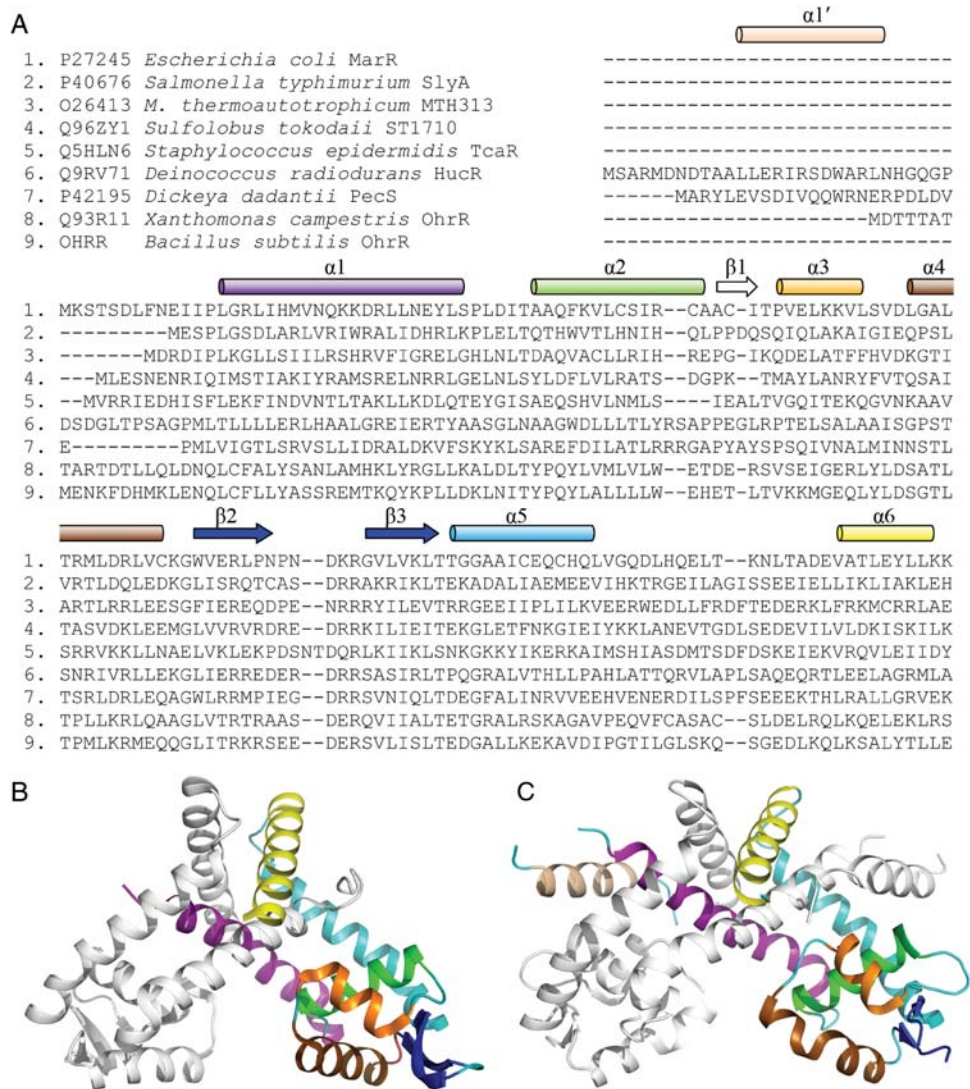 A
α1′
1. P27245 Escherichia coli MarR ----------------------------
2. P40676 Salmonella typhimurium SlyA ----------------------------
3. O26413 M. thermoautotrophicum MTH313 ----------------------------
4. Q96ZY1 Sulfolobus tokodaii ST1710 ----------------------------
5. Q5HLN6 Staphylococcus epidermidis TcaR ----------------------------
6. Q9RV71 Deinococcus radiodurans HucR MSARMDNDTAALLERIRSDWARLNHGQGP
7. P42195 Dickeya dadantii PecS ------MARYLEVSDIVQQWRNERPDLDV
8. Q93R11 Xanthomonas campestris OhrR ----------------------MDTTTAT
9. OHRR Bacillus subtilis OhrR ----------------------------
α1 α2 β1 α3 α4
1. MKSTSDLFNEIIPLGRLIHMVNQKKDRLLNEYLSPLDITAAQFKVLCSIR--CAAC-ITPVELKKVLSVDLGAL
2. ---------MESPLGSDLARLVRIWRALIDHRLKPLELTQTHWVTLHNIH--QLPPDQSQIQLAKAIGIEQPSL
3. -------MDRDIPLKGLLSIILRSHRVFIGRELGHLNLTDAQVACLLRIH--REPG-IKQDELATFFHVDKGTI
4. ---MLESNENRIQIMSTIAKIYRAMSRELNRRLGELNLSYLDFLVLRATS--DGPK-TMAYLANRYFVTQSAI
5. --MVRRIEDHISFLEKFINDVNTLTAKLLKDLQTEYGISAEQSHVLNMLS---IEALTVGQITEKQGVNKAAV
6. DSDGLTPSAGPMLTLLLLERLHAALGREIERTYAASGLNAAGWDLLLTLYRSAPPEGLRPTELSALAAISGPST
7. E---------PMLVIGTLSRVSLLIDRALDKVFSKYKLSAREFDILATLRRRGAPYAYSPSQIVNALMINNSTL
8. TARTDTLLQLDNQLCFALYSANLAMHKLYRGLLKALDLTYPQYLVMLVLW--ETDE-RSVSEIGERLYLDSATL
9. MENKFDHMKLENQLCFLLYASSREMTKQYKPLLDKLNITYPQYLALLLLW--EHET-LTVKKMGEQLYLDSGTL
β2 β3 α5 α6
1. TRMLDRLVCKGWVERLPNPN--DKRGVLVKLTTGGAAICEQCHQLVGQDLHQELT-KNLTADEVATLEYLLKK
2. VRTLDQLEDKGLISRQTCAS--DRRAKRIKLTEKADALIAEMEEVIHKTRGEILAGISSEEIELLIKLIAKLEH
3. ARTLRRLEESGFIEREQDPE--NRRRYILEVTRRGEEIIPLILKVEERWEDLLFRDFTEDERKLFRKMCRRLAE
4. TASVDKLEEMGLVVRVRDRE--DRRKILIEITEKGLETFNKGIEIYKKLANEVTGDLSEDEVILVLDKISKILK
5. SRRVKKLLNAELVKLEKPDSNTDQRLKIIKLSNKGKKYIKERKAIMSHIASDMTSDFDSKEIEKVRQVLEIIDY
6. SNRIVRLLEKGLIERREDER--DRRSASIRLTPQGRALVTHLLPAHLATTQRVLAPLSAQEQRTLEELAGRMLA
7. TSRLDRLEQAGWLRRMPIEG--DRRSVNIQLTDEGFALINRVVEEHVENERDILSPFSEEEKTHLRALLGRVEK
8. TPLLKRLQAAGLVTRTRAAS--DERQVIIALTETGRALRSKAGAVPEQVFCASAC--SLDELRQLKQELEKLRS
9. TPMLKRMEQQGLITRKRSEE--DERSVLISLTEDGALLKEKAVDIPGTILGLSKQ--SGEDLKQLKSALYTLLE
B
C